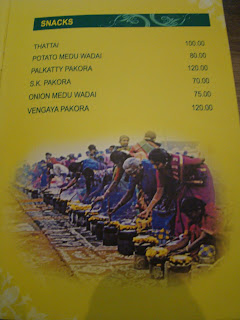 SNACKS
THATTAI 100.00
POTATO MEDU WADAI 80.00
PALKATTY PAKORA 120.00
S.K. PAKORA 70.00
ONION MEDU WADAI 75.00
VENGAYA PAKORA 120.00